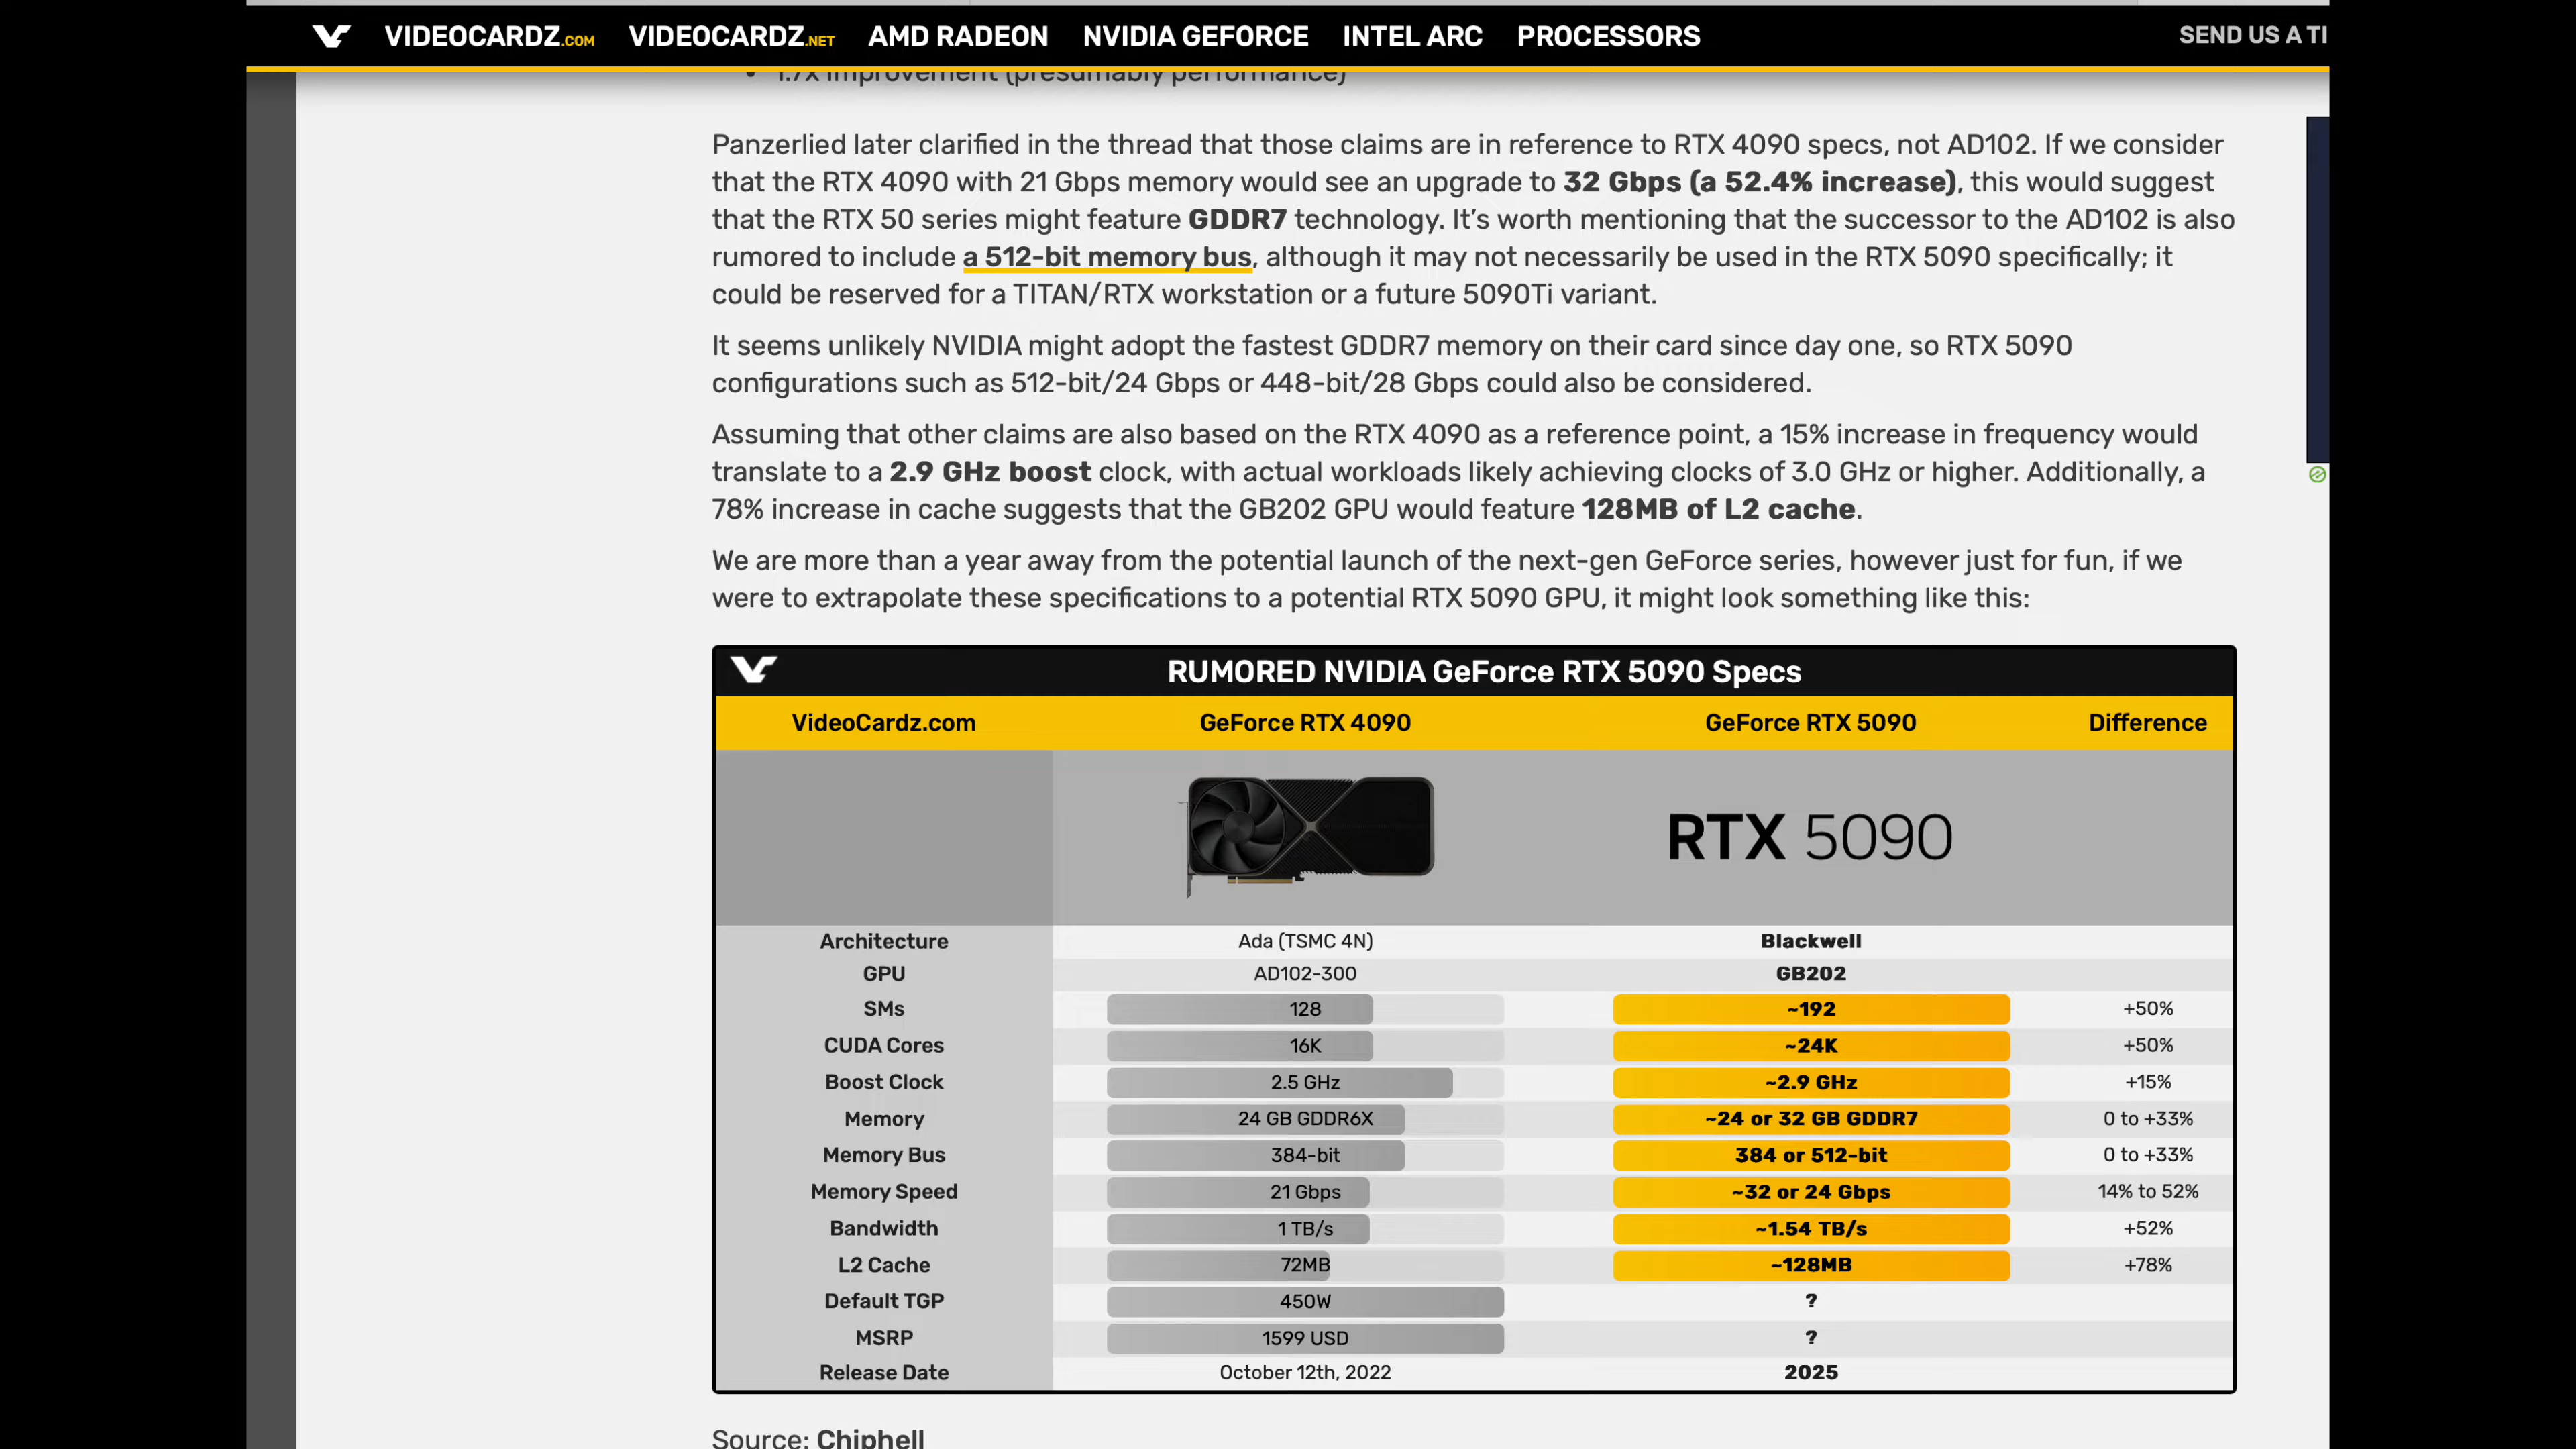 VIDEOCARDZ.COM VIDEOCARDZ.NET AMD RADEON NVIDIA GEFORCE INTEL ARC PROCESSORS SEND US A TI
• 1.7x improvement (presumably performance)
Panzerlied later clarified in the thread that those claims are in reference to RTX 4090 specs, not AD102. If we consider
that the RTX 4090 with 21 Gbps memory would see an upgrade to 32 Gbps (a 52.4% increase), this would suggest
that the RTX 50 series might feature GDDR7 technology. It's worth mentioning that the successor to the AD102 is also
rumored to include a 512-bit memory bus, although it may not necessarily be used in the RTX 5090 specifically; it
could be reserved for a TITAN/RTX workstation or a future 5090Ti variant.
It seems unlikely NVIDIA might adopt the fastest GDDR7 memory on their card since day one, so RTX 5090
configurations such as 512-bit/24 Gbps or 448-bit/28 Gbps could also be considered.
Assuming that other claims are also based on the RTX 4090 as a reference point, a 15% increase in frequency would
translate to a 2.9 GHz boost clock, with actual workloads likely achieving clocks of 3.0 GHz or higher. Additionally, a
78% increase in cache suggests that the GB202 GPU would feature 128MB of L2 cache.
We are more than a year away from the potential launch of the next-gen GeForce series, however just for fun, if we
were to extrapolate these specifications to a potential RTX 5090 GPU, it might look something like this:
RUMORED NVIDIA GeForce RTX 5090 Specs
VideoCardz.com GeForce RTX 4090 GeForce RTX 5090 Difference
RTX 5090
Architecture Ada (TSMC 4N) Blackwell
GPU AD102-300 GB202
SMs 128 ~192 +50%
CUDA Cores 16K ~24K +50%
Boost Clock 2.5 GHz ~2.9 GHz +15%
Memory 24 GB GDDR6X ~24 or 32 GB GDDR7 0 to +33%
Memory Bus 384-bit 384 or 512-bit 0 to +33%
Memory Speed 21 Gbps ~32 or 24 Gbps 14% to 52%
Bandwidth 1 TB/s ~1.54 TB/s +52%
L2 Cache 72MB ~128MB +78%
Default TGP 450W ?
MSRP 1599 USD ?
Release Date October 12th, 2022 2025
Source: Chiphell